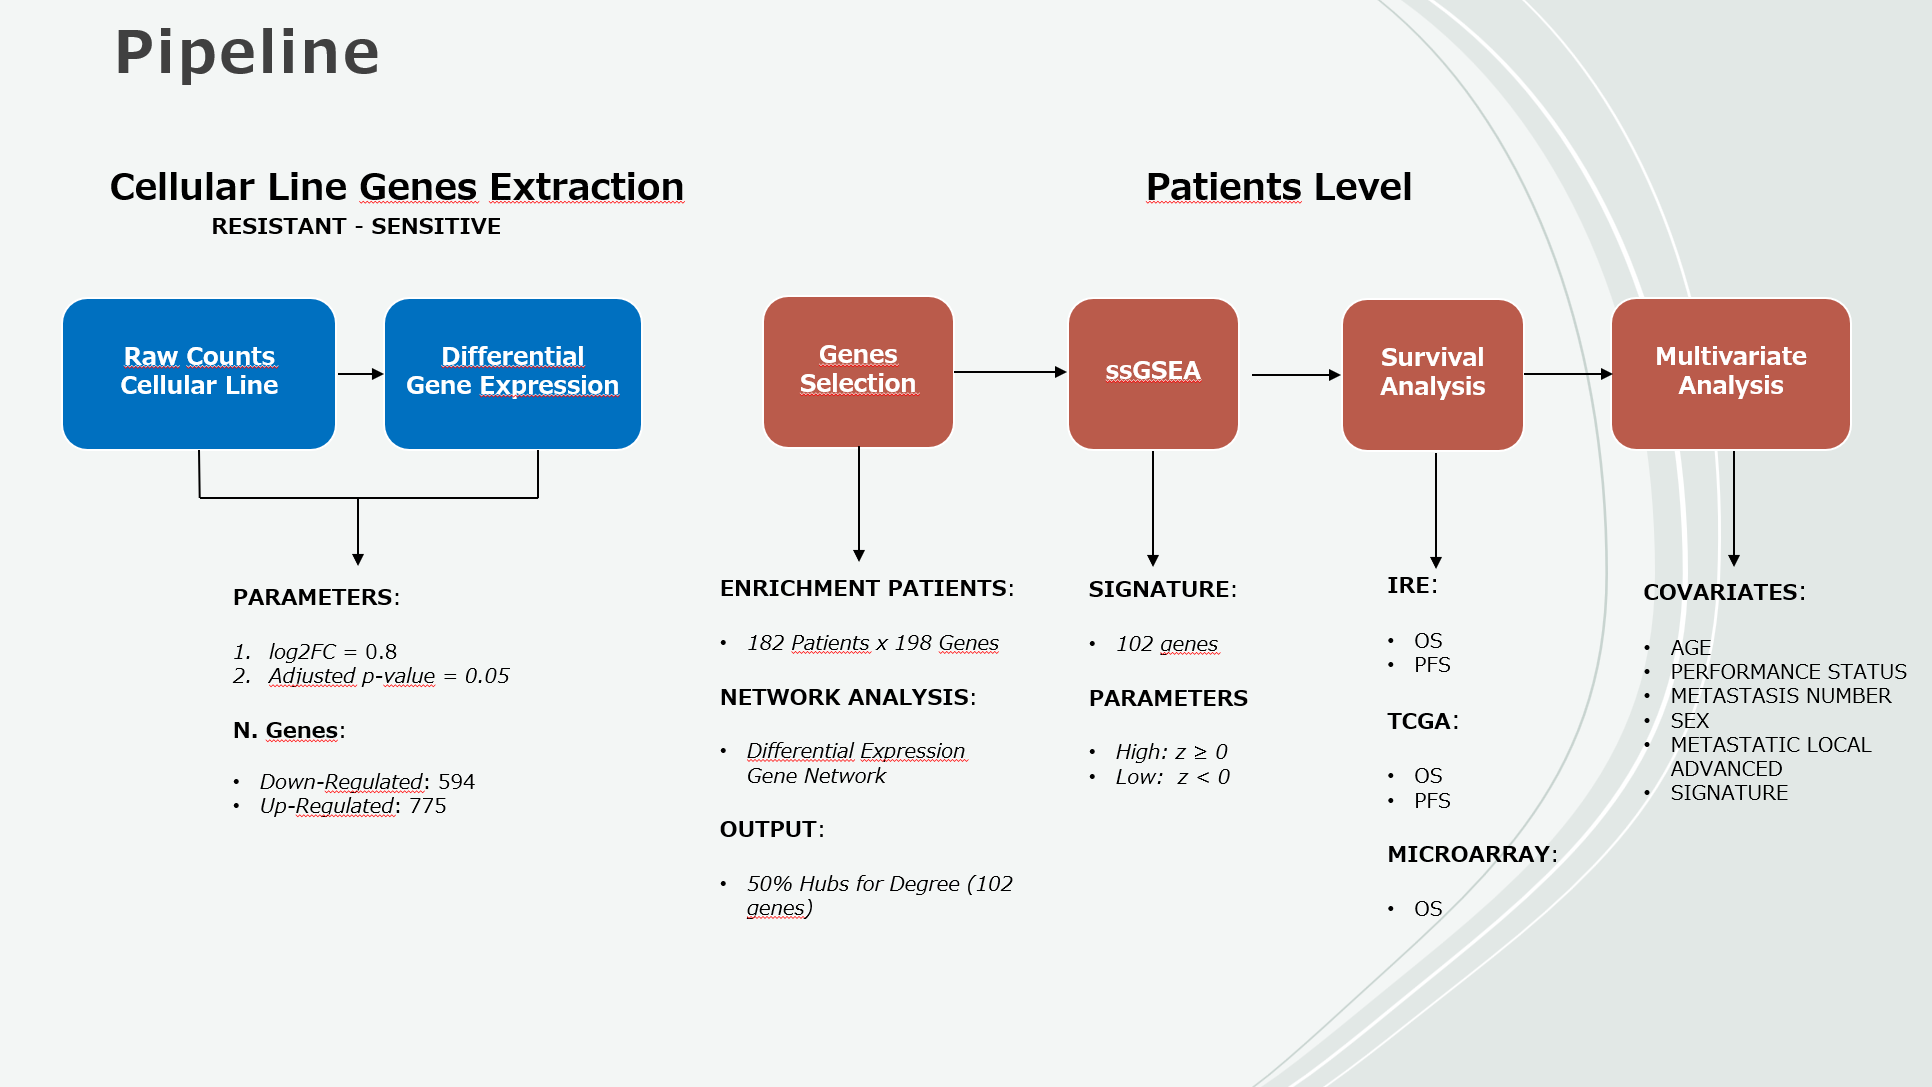 Pipeline
Cellular Line Genes Extraction
RESISTANT - SENSITIVE
Patients Level
Raw Counts
Cellular Line
Differential
Gene Expression
Genes
Selection
ssGSEA
Survival
Analysis
Multivariate
Analysis
PARAMETERS:
1. log2FC = 0.8
2. Adjusted p-value = 0.05
N. Genes:
• Down-Regulated: 594
• Up-Regulated: 775
ENRICHMENT PATIENTS:
• 182 Patients x 198 Genes
NETWORK ANALYSIS:
• Differential Expression
Gene Network
OUTPUT:
• 50% Hubs for Degree (102
genes)
SIGNATURE:
• 102 genes
PARAMETERS
• High: z ≥ 0
• Low: z < 0
IRE:
• OS
• PFS
TCGA:
• OS
• PFS
MICROARRAY:
• OS
COVARIATES:
• AGE
• PERFORMANCE STATUS
• METASTASIS NUMBER
• SEX
• METASTATIC LOCAL
ADVANCED
• SIGNATURE